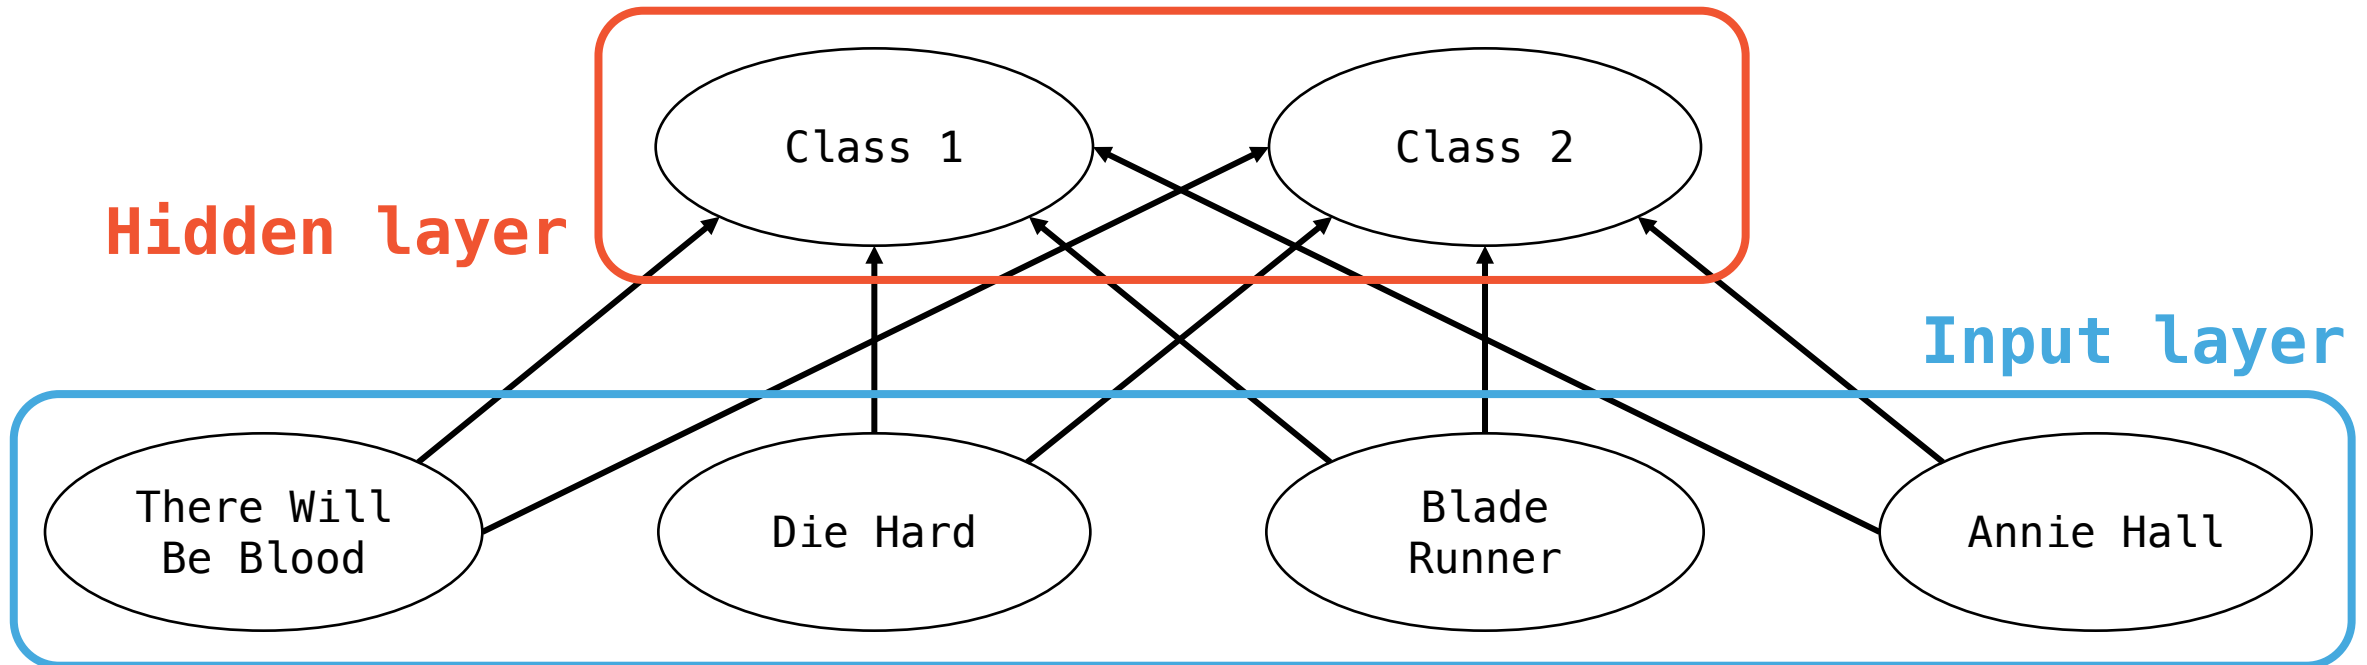 Class 1
Class 2
Hidden layer
Input layer
There Will
Be Blood
Die Hard
Blade
Runner
Annie Hall